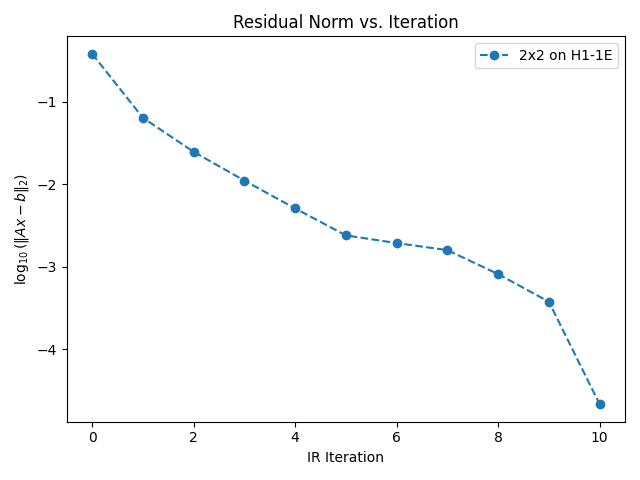 Residual Norm vs. Iteration
2x2 on H1-1E
log₁₀(‖Ax − b‖₂)
−1
−2
−3
−4
0 2 4 6 8 10
IR Iteration